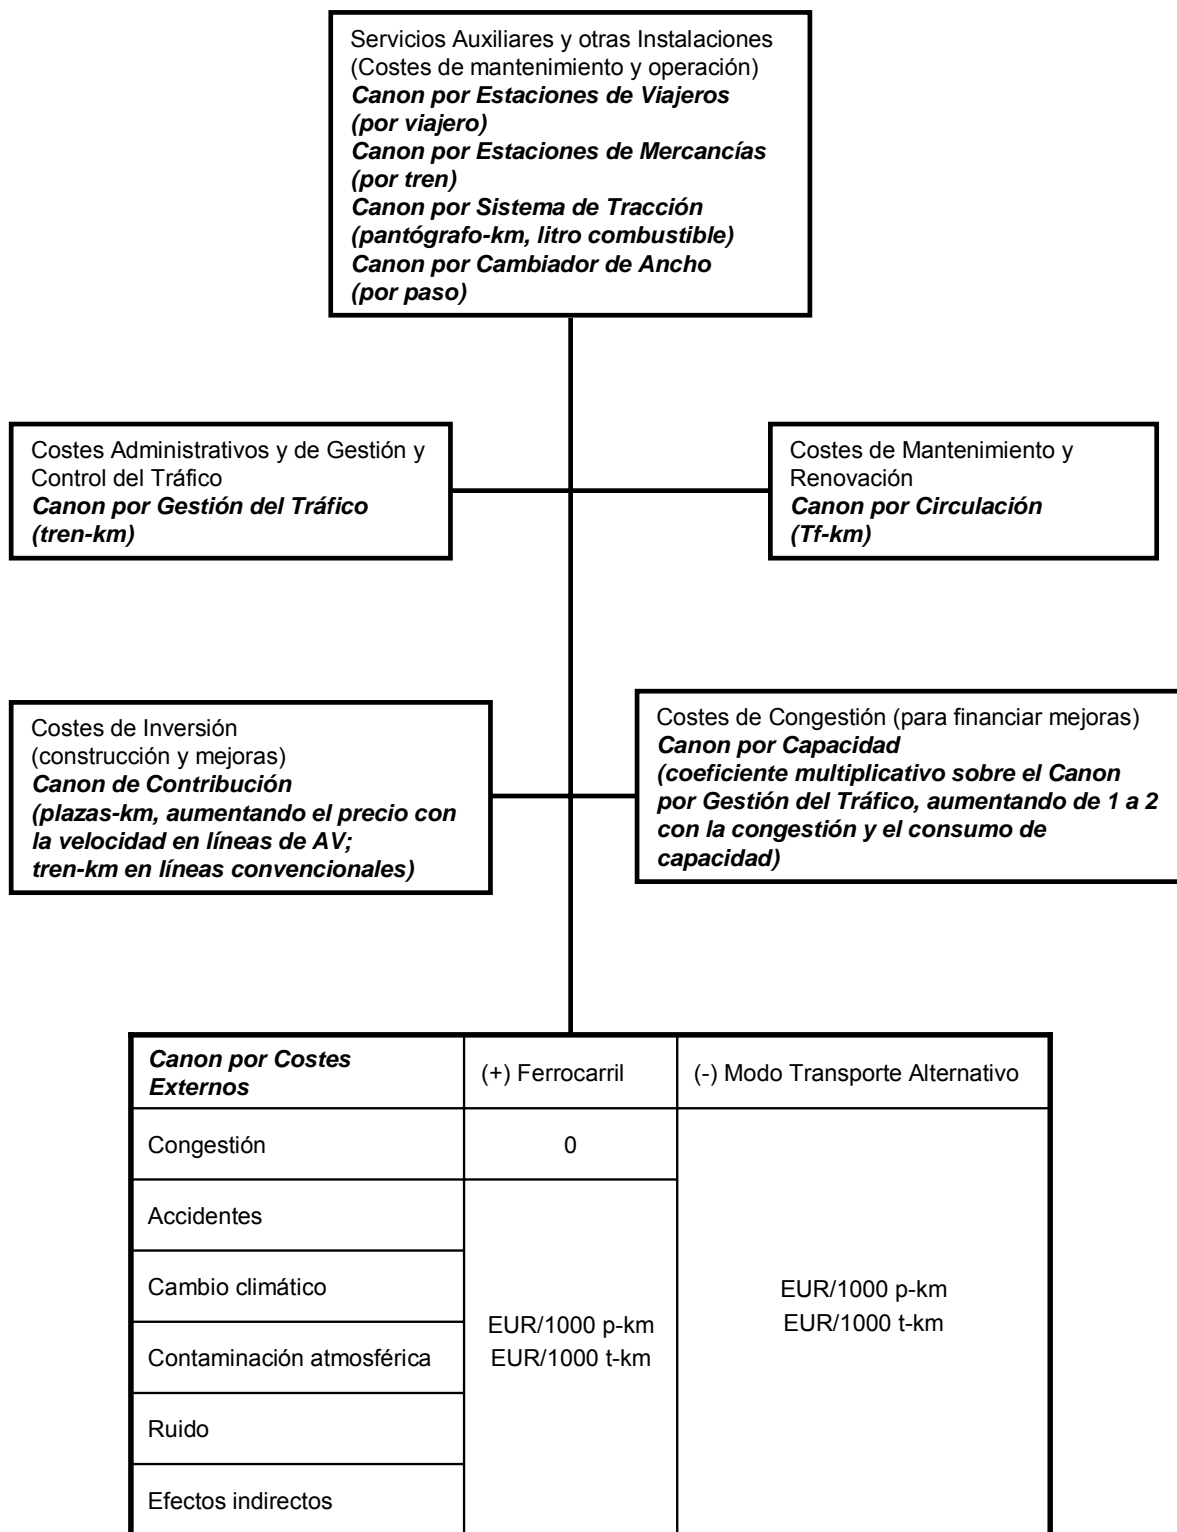 Servicios Auxiliares y otras Instalaciones
(Costes de mantenimiento y operación)
Canon por Estaciones de Viajeros
(por viajero)
Canon por Estaciones de Mercancías
(por tren)
Canon por Sistema de Tracción
(pantógrafo-km, litro combustible)
Canon por Cambiador de Ancho
(por paso)
Costes Administrativos y de Gestión y
Control del Tráfico
Canon por Gestión del Tráfico
(tren-km)
Costes de Mantenimiento y
Renovación
Canon por Circulación
(Tf-km)
Costes de Inversión
(construcción y mejoras)
Canon de Contribución
(plazas-km, aumentando el precio con
la velocidad en líneas de AV;
tren-km en líneas convencionales)
Costes de Congestión (para financiar mejoras)
Canon por Capacidad
(coeficiente multiplicativo sobre el Canon
por Gestión del Tráfico, aumentando de 1 a 2
con la congestión y el consumo de
capacidad)
Canon por Costes
Externos
(+) Ferrocarril
(-) Modo Transporte Alternativo
Congestión
0
Accidentes
Cambio climático
Contaminación atmosférica
Ruido
Efectos indirectos
EUR/1000 p-km
EUR/1000 t-km
EUR/1000 p-km
EUR/1000 t-km